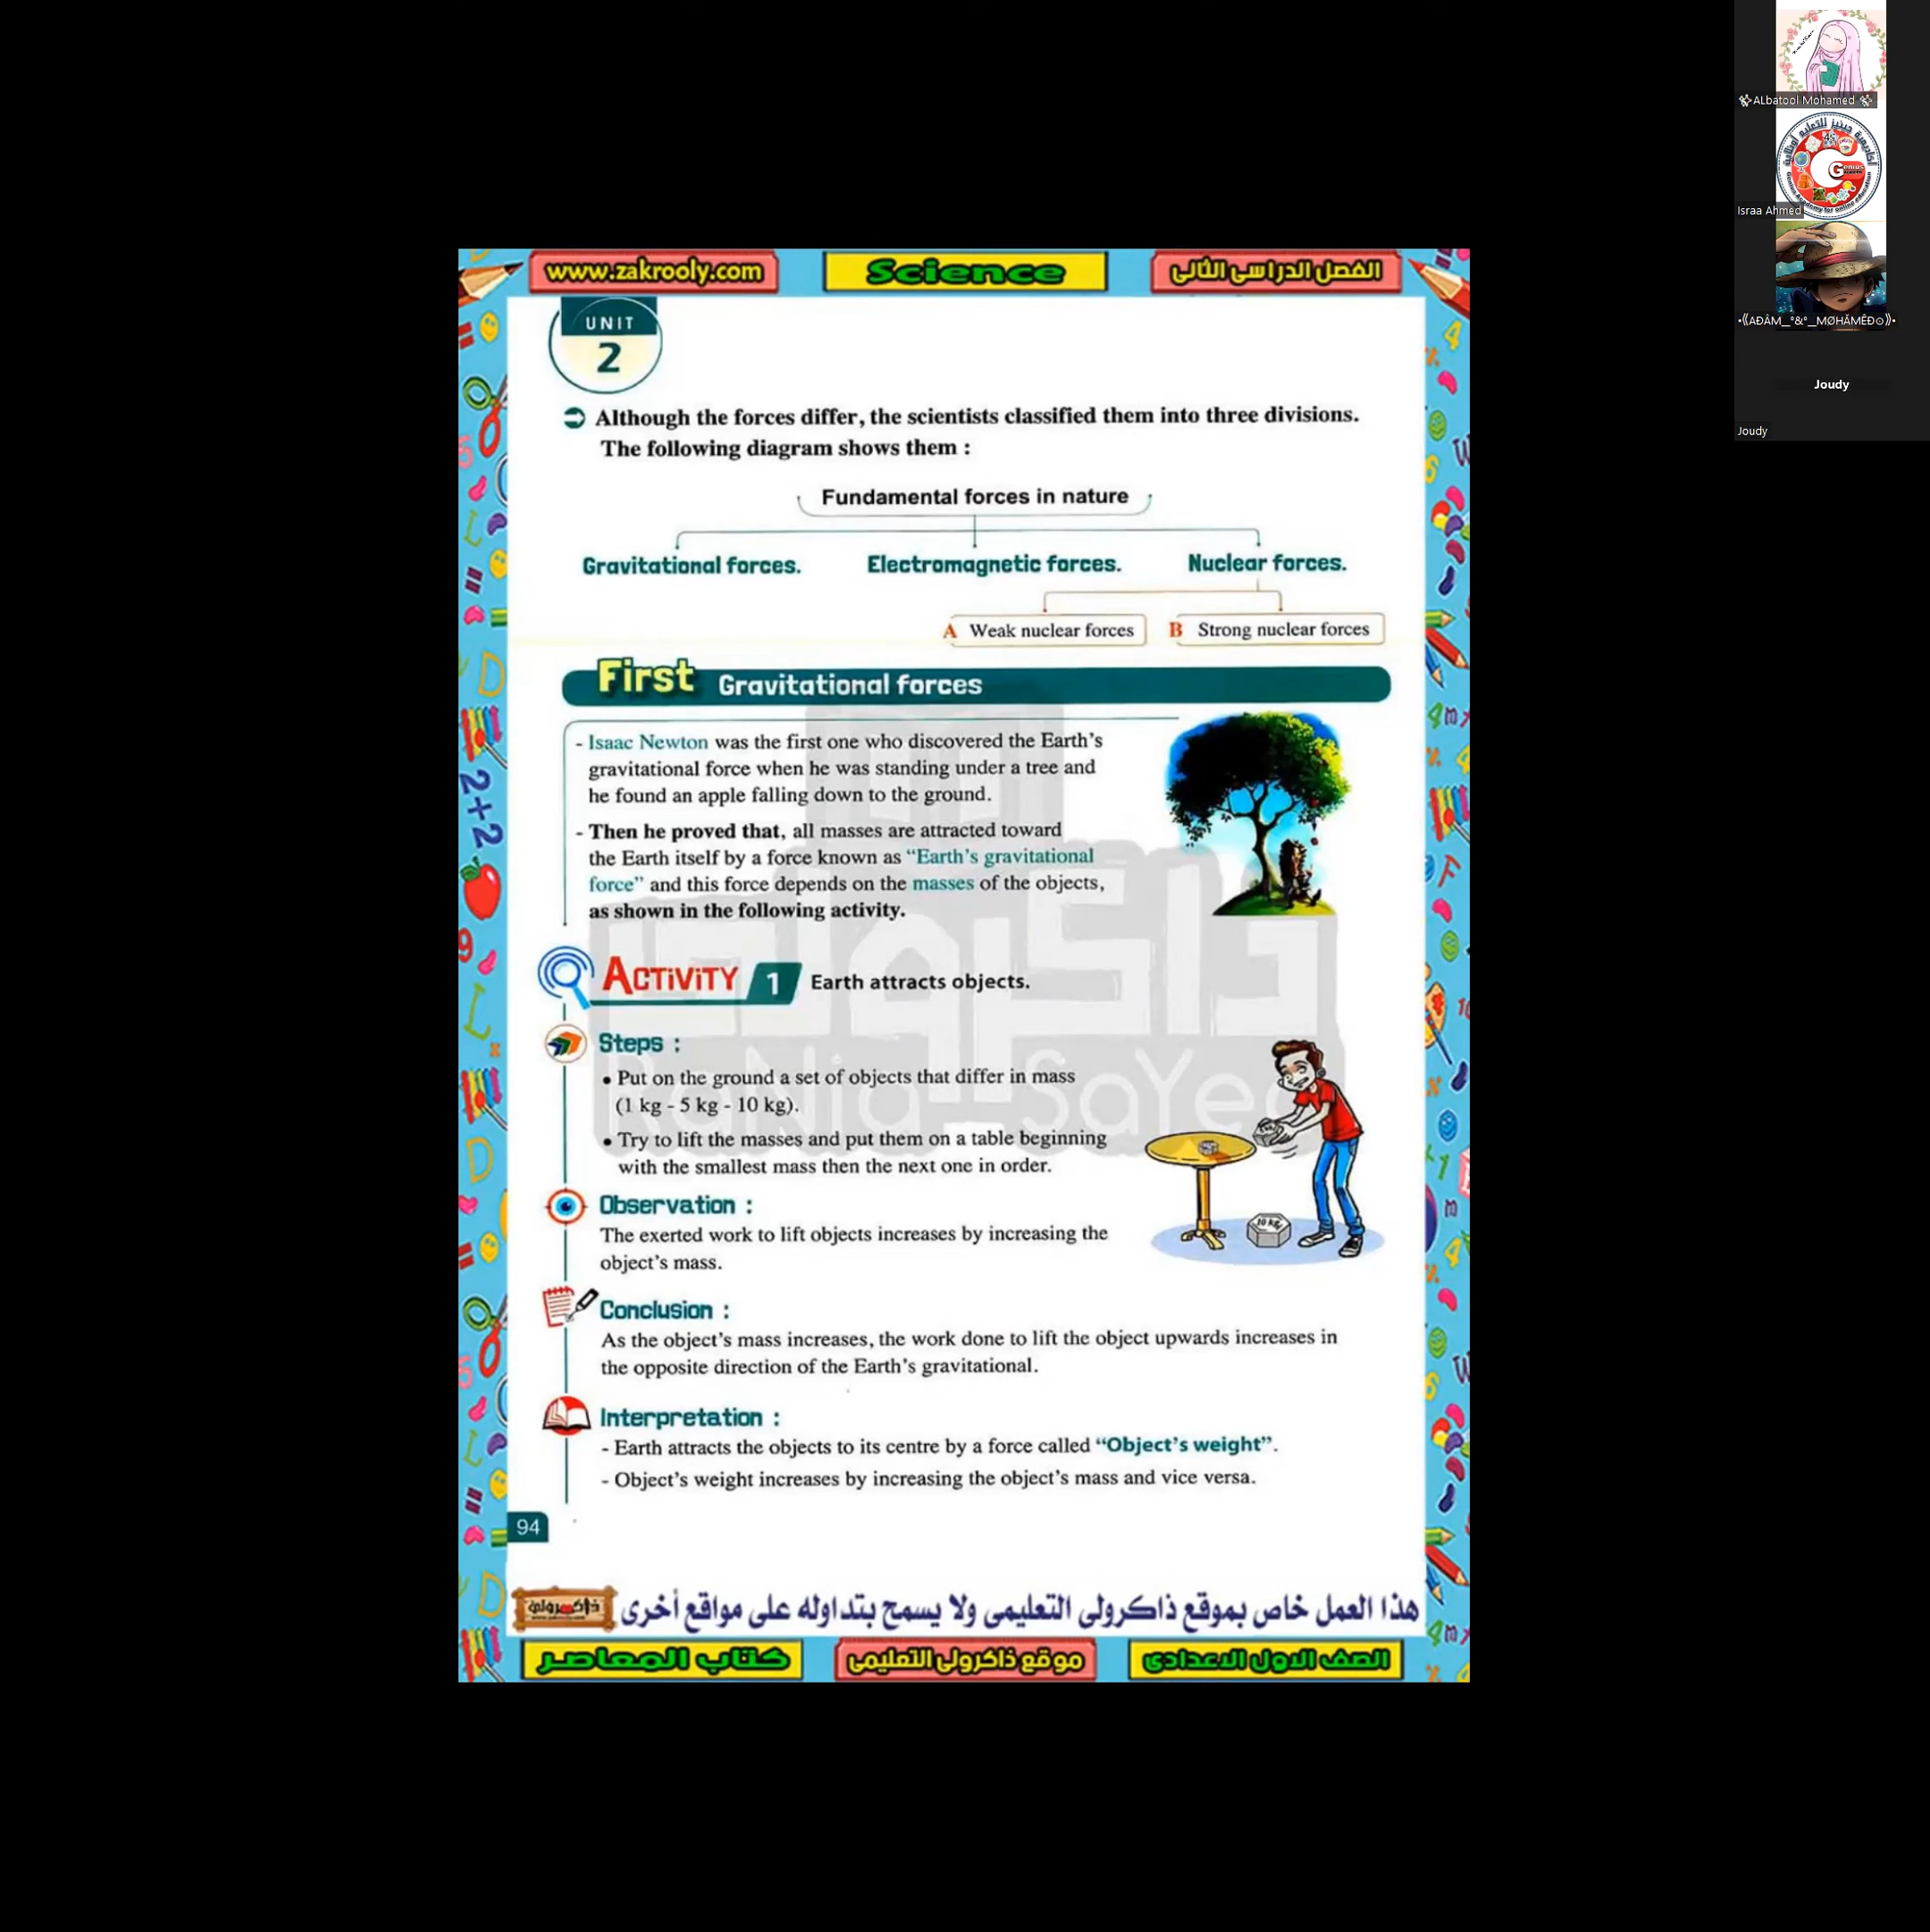 www.zakrooly.com
Science
الفصل الدراسى الثانى
UNIT
2
Although the forces differ, the scientists classified them into three divisions.
The following diagram shows them :
Fundamental forces in nature
Gravitational forces.
Electromagnetic forces.
Nuclear forces.
A Weak nuclear forces
B Strong nuclear forces
First Gravitational forces
- Isaac Newton was the first one who discovered the Earth's
gravitational force when he was standing under a tree and
he found an apple falling down to the ground.
- Then he proved that, all masses are attracted toward
the Earth itself by a force known as "Earth's gravitational
force" and this force depends on the masses of the objects,
as shown in the following activity.
ACTiViTY 1 Earth attracts objects.
Steps :
• Put on the ground a set of objects that differ in mass
(1 kg - 5 kg - 10 kg).
• Try to lift the masses and put them on a table beginning
with the smallest mass then the next one in order.
10 kg
Observation :
The exerted work to lift objects increases by increasing the
object's mass.
Conclusion :
As the object's mass increases, the work done to lift the object upwards increases in
the opposite direction of the Earth's gravitational.
Interpretation :
- Earth attracts the objects to its centre by a force called "Object's weight".
- Object's weight increases by increasing the object's mass and vice versa.
94
هذا العمل خاص بموقع ذاكرولى التعليمى ولا يسمح بتداوله على مواقع أخرى
ذاكرولى
كتاب المعاصر
موقع ذاكرولى التعليمى
الصف الاول الاعدادى
ALbatool Mohamed
Israa Ahmed
•⟪AĐÀM__°&°__MØHĂMÊĐ⊙⟫•
Joudy
Joudy